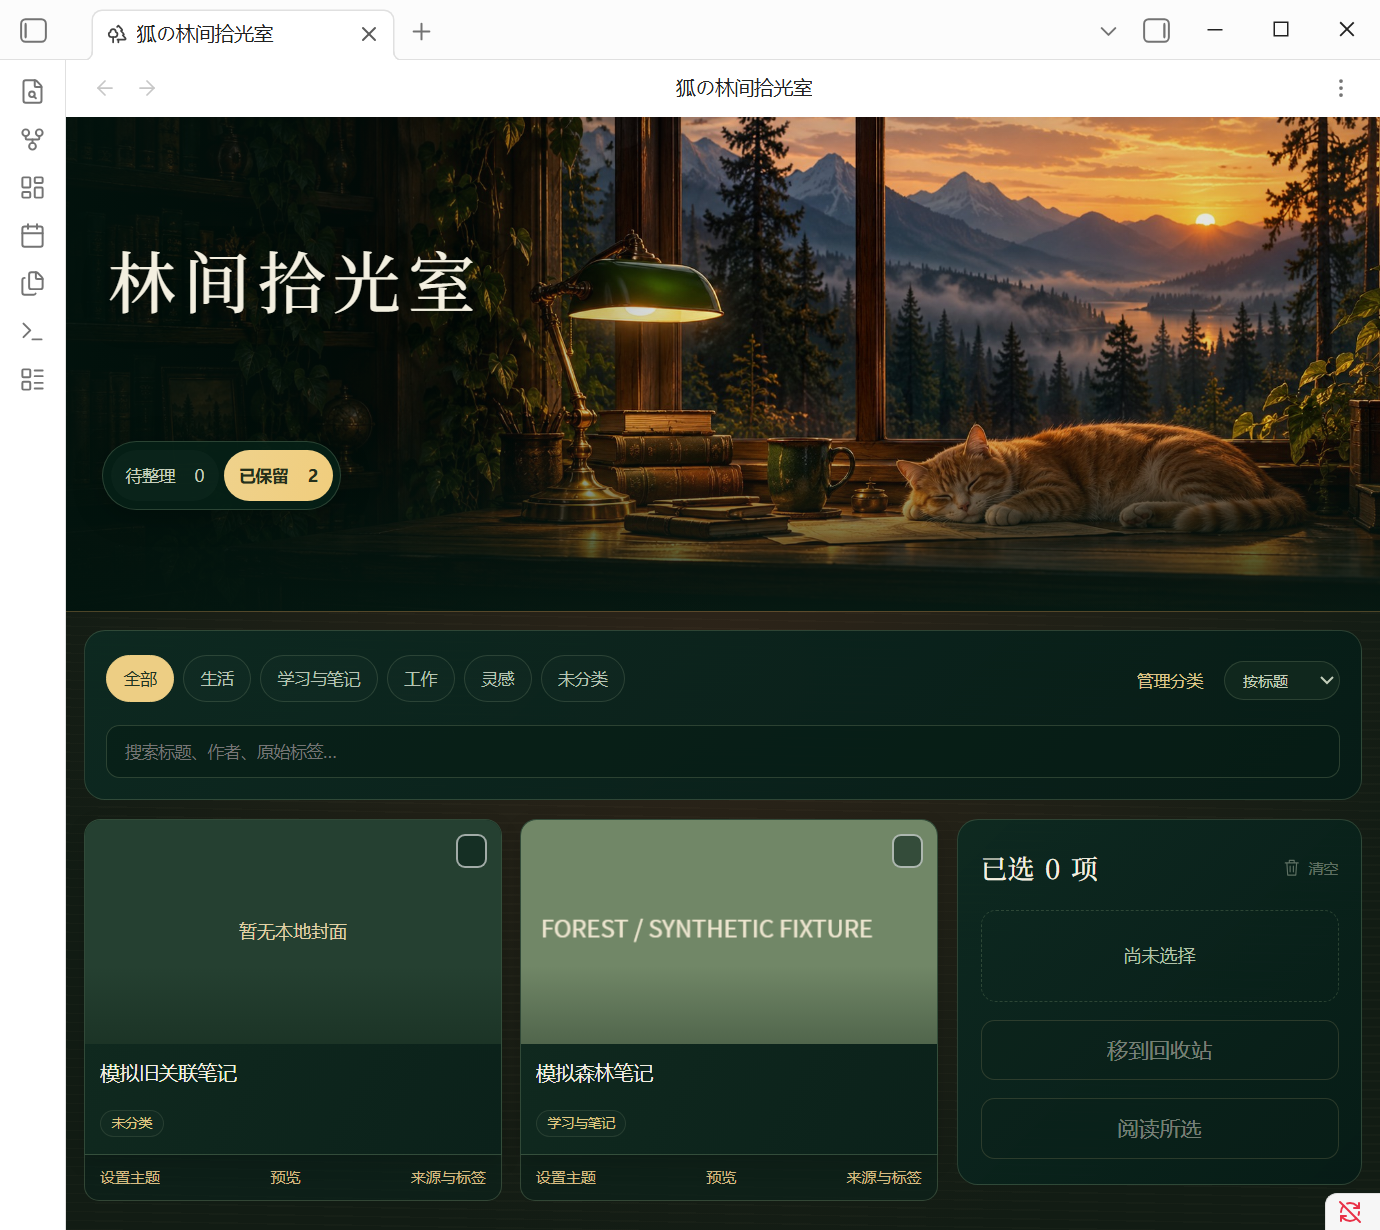 狐の林间拾光室
狐の林间拾光室
林间拾光室
待整理 0 已保留 2
全部 生活 学习与笔记 工作 灵感 未分类 管理分类 按标题
搜索标题、作者、原始标签...
暂无本地封面
模拟旧关联笔记
未分类
设置主题 预览 来源与标签
FOREST / SYNTHETIC FIXTURE
模拟森林笔记
学习与笔记
设置主题 预览 来源与标签
已选 0 项 清空
尚未选择
移到回收站
阅读所选